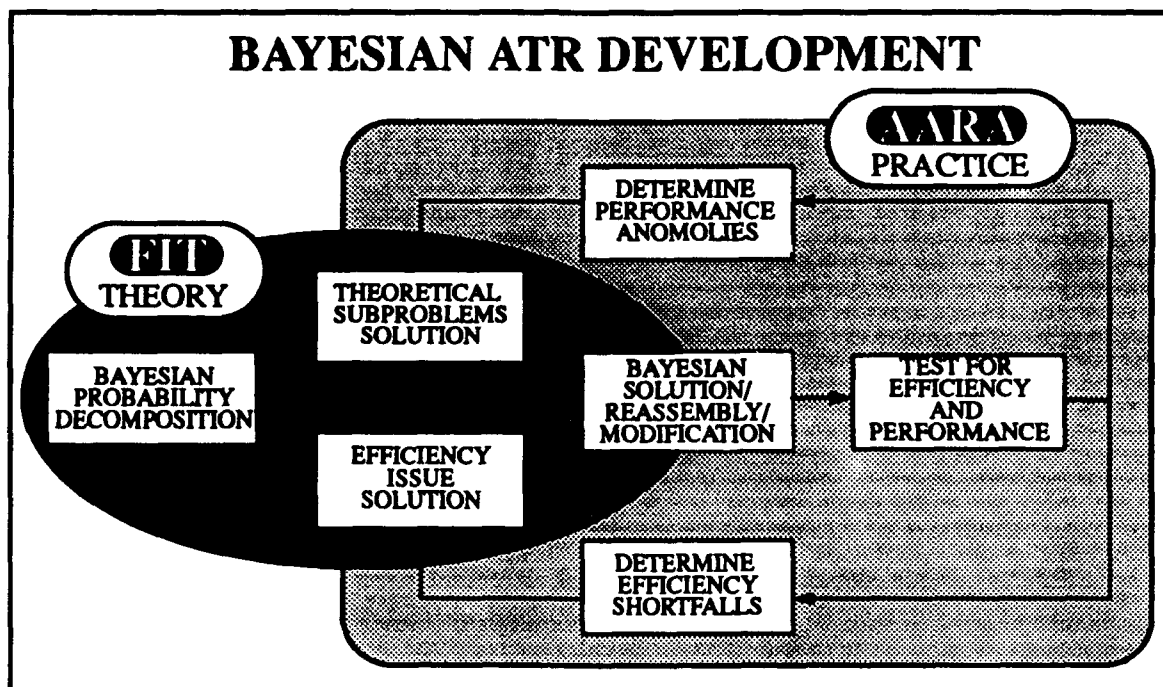 BAYESIAN ATR DEVELOPMENT
AARA
PRACTICE
DETERMINE
PERFORMANCE
ANOMOLIES
FIT
THEORY
THEORETICAL
SUBPROBLEMS
SOLUTION
BAYESIAN
PROBABILITY
DECOMPOSITION
BAYESIAN
SOLUTION/
REASSEMBLY/
MODIFICATION
TEST FOR
EFFICIENCY
AND
PERFORMANCE
EFFICIENCY
ISSUE
SOLUTION
DETERMINE
EFFICIENCY
SHORTFALLS